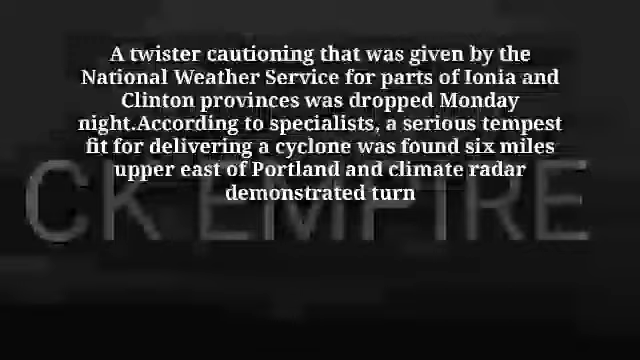 A twister cautioning that was given by the
National Weather Service for parts of Ionia and
Clinton provinces was dropped Monday
night.According to specialists, a serious tempest
fit for delivering a cyclone was found six miles
upper east of Portland and climate radar
demonstrated turn
CK EMPIRE